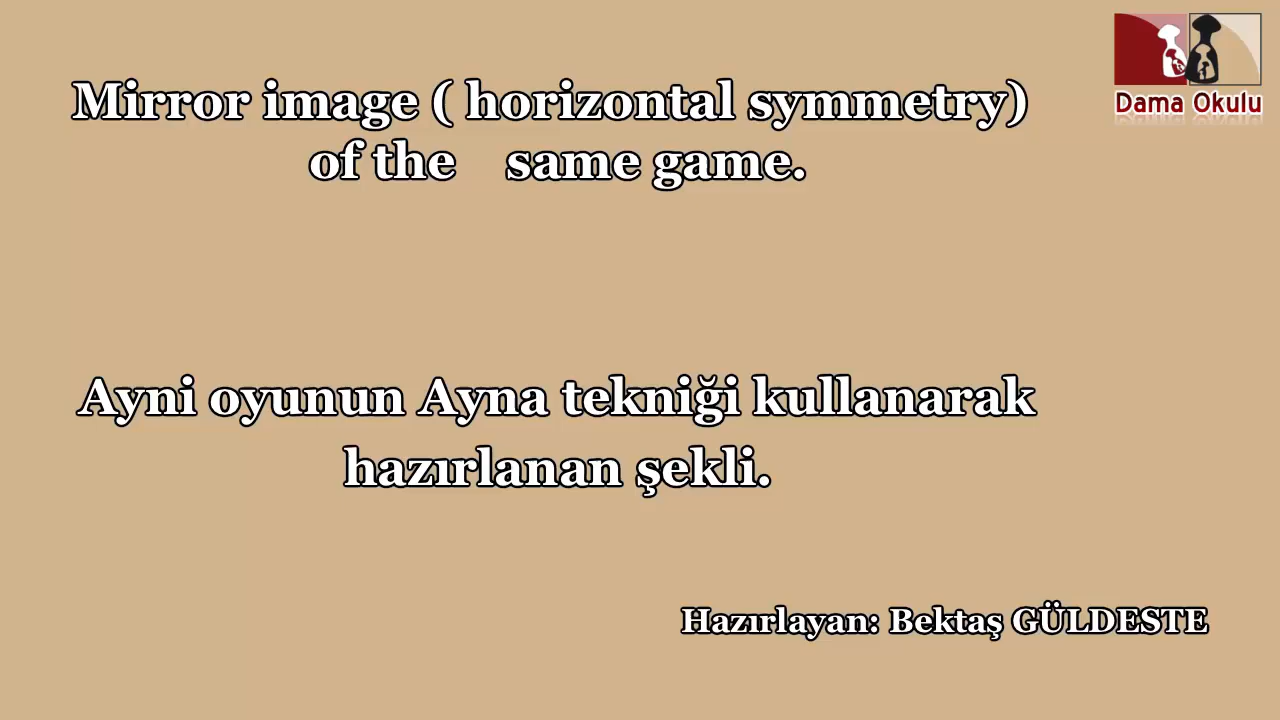 Dama Okulu
Mirror image ( horizontal symmetry)
of the same game.
Ayni oyunun Ayna tekniği kullanarak
hazırlanan şekli.
Hazırlayan: Bektaş GÜLDESTE